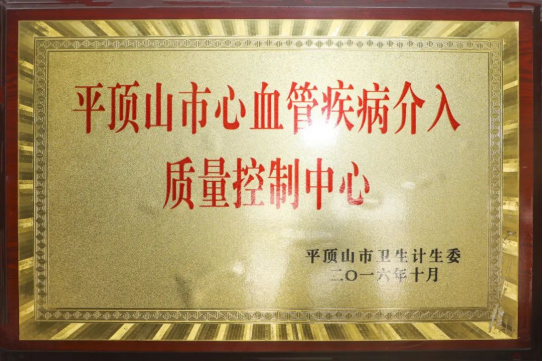 平顶山市心血管疾病介入
质量控制中心
平顶山市卫生计生委
二〇一六年十月